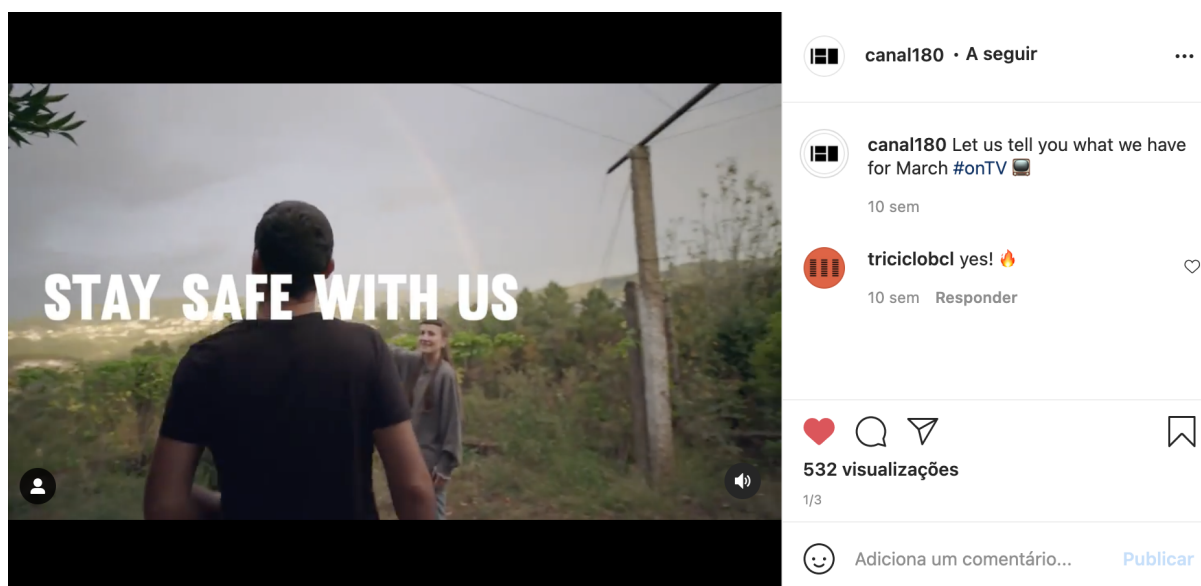 STAY SAFE WITH US
canal180 • A seguir
canal180 Let us tell you what we have
for March #onTV
10 sem
triciclobcl yes! 🔥
10 sem Responder
532 visualizações
1/3
Adiciona um comentário... Publicar